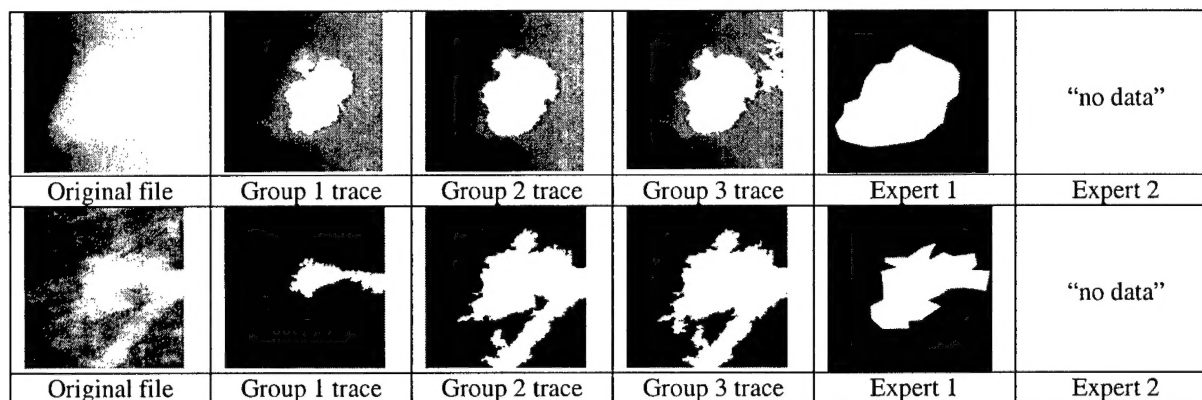 “no data”
Original file Group 1 trace Group 2 trace Group 3 trace Expert 1 Expert 2
“no data”
Original file Group 1 trace Group 2 trace Group 3 trace Expert 1 Expert 2